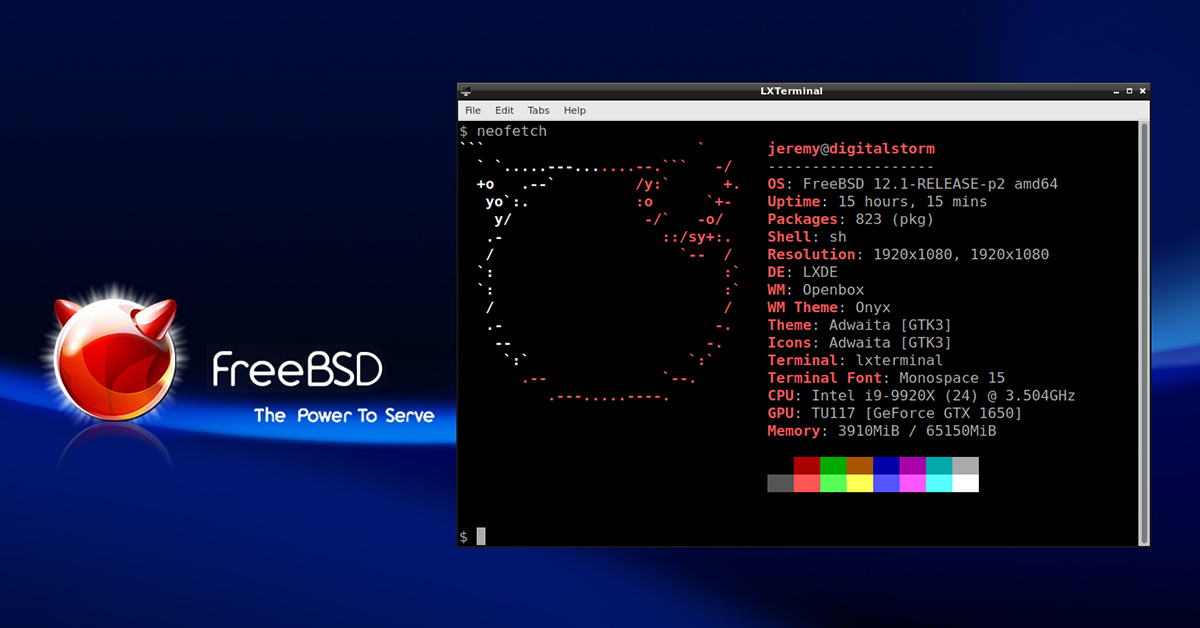 LXTerminal
File Edit Tabs Help
$ neofetch
jeremy@digitalstorm
-------------------
OS: FreeBSD 12.1-RELEASE-p2 amd64
Uptime: 15 hours, 15 mins
Packages: 823 (pkg)
Shell: sh
Resolution: 1920x1080, 1920x1080
DE: LXDE
WM: Openbox
WM Theme: Onyx
Theme: Adwaita [GTK3]
Icons: Adwaita [GTK3]
Terminal: lxterminal
Terminal Font: Monospace 15
CPU: Intel i9-9920X (24) @ 3.504GHz
GPU: TU117 [GeForce GTX 1650]
Memory: 3910MiB / 65150MiB
$
FreeBSD
The Power To Serve